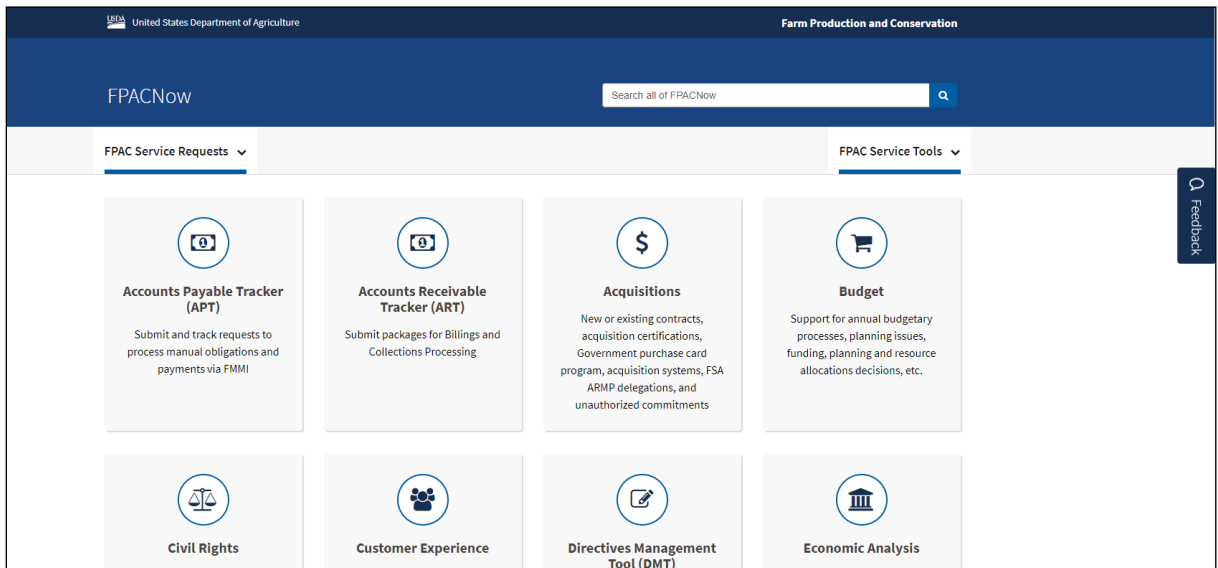 USDA United States Department of Agriculture
Farm Production and Conservation
FPACNow
Search all of FPACNow
FPAC Service Requests
FPAC Service Tools
Feedback
Accounts Payable Tracker
(APT)
Submit and track requests to
process manual obligations and
payments via FMMI
Accounts Receivable
Tracker (ART)
Submit packages for Billings and
Collections Processing
Acquisitions
New or existing contracts,
acquisition certifications,
Government purchase card
program, acquisition systems, FSA
ARMP delegations, and
unauthorized commitments
Budget
Support for annual budgetary
processes, planning issues,
funding, planning and resource
allocations decisions, etc.
Civil Rights
Customer Experience
Directives Management
Tool (DMT)
Economic Analysis